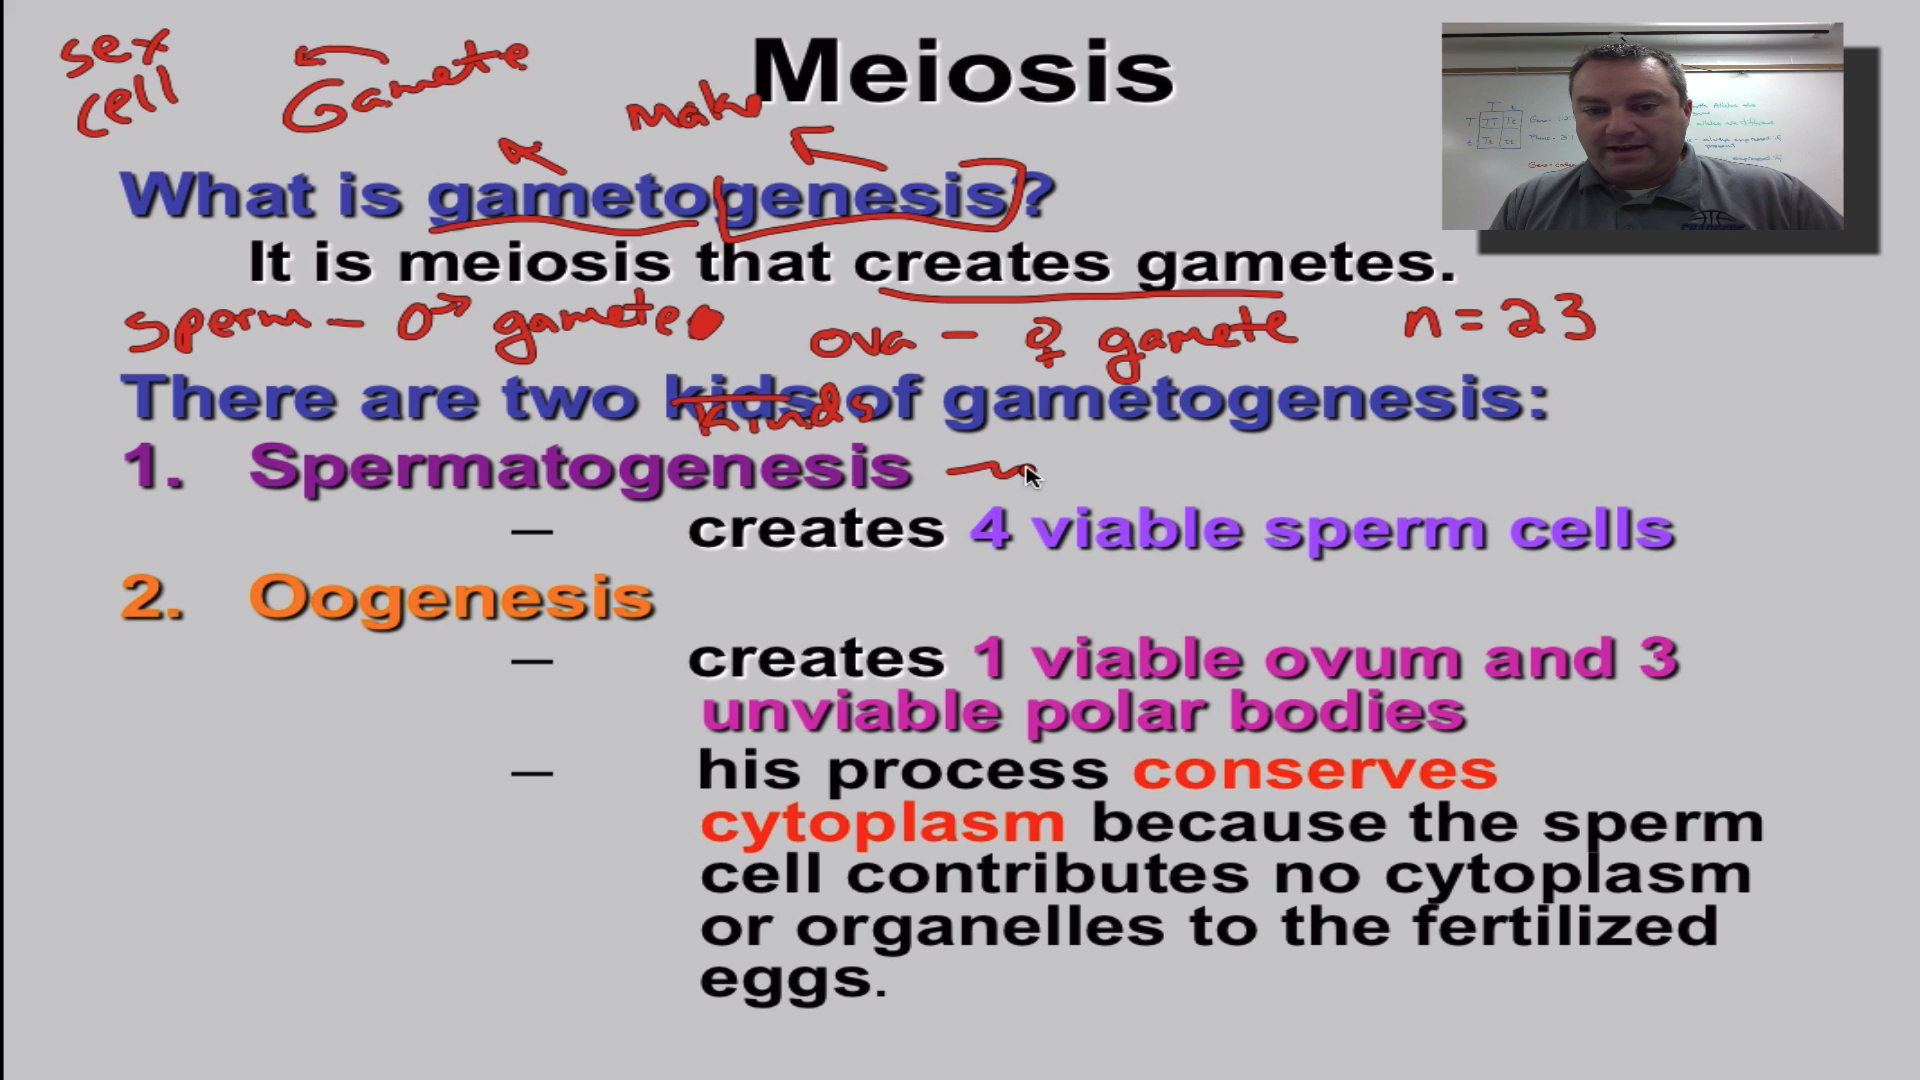 sex
cell
Gamete
Make
Meiosis
What is gametogenesis?
It is meiosis that creates gametes.
sperm - ♂ gamete
ova - ♀ gamete
n = 23
There are two kids of gametogenesis:
kinds
1. Spermatogenesis
– creates 4 viable sperm cells
2. Oogenesis
– creates 1 viable ovum and 3
unviable polar bodies
– his process conserves
cytoplasm because the sperm
cell contributes no cytoplasm
or organelles to the fertilized
eggs.